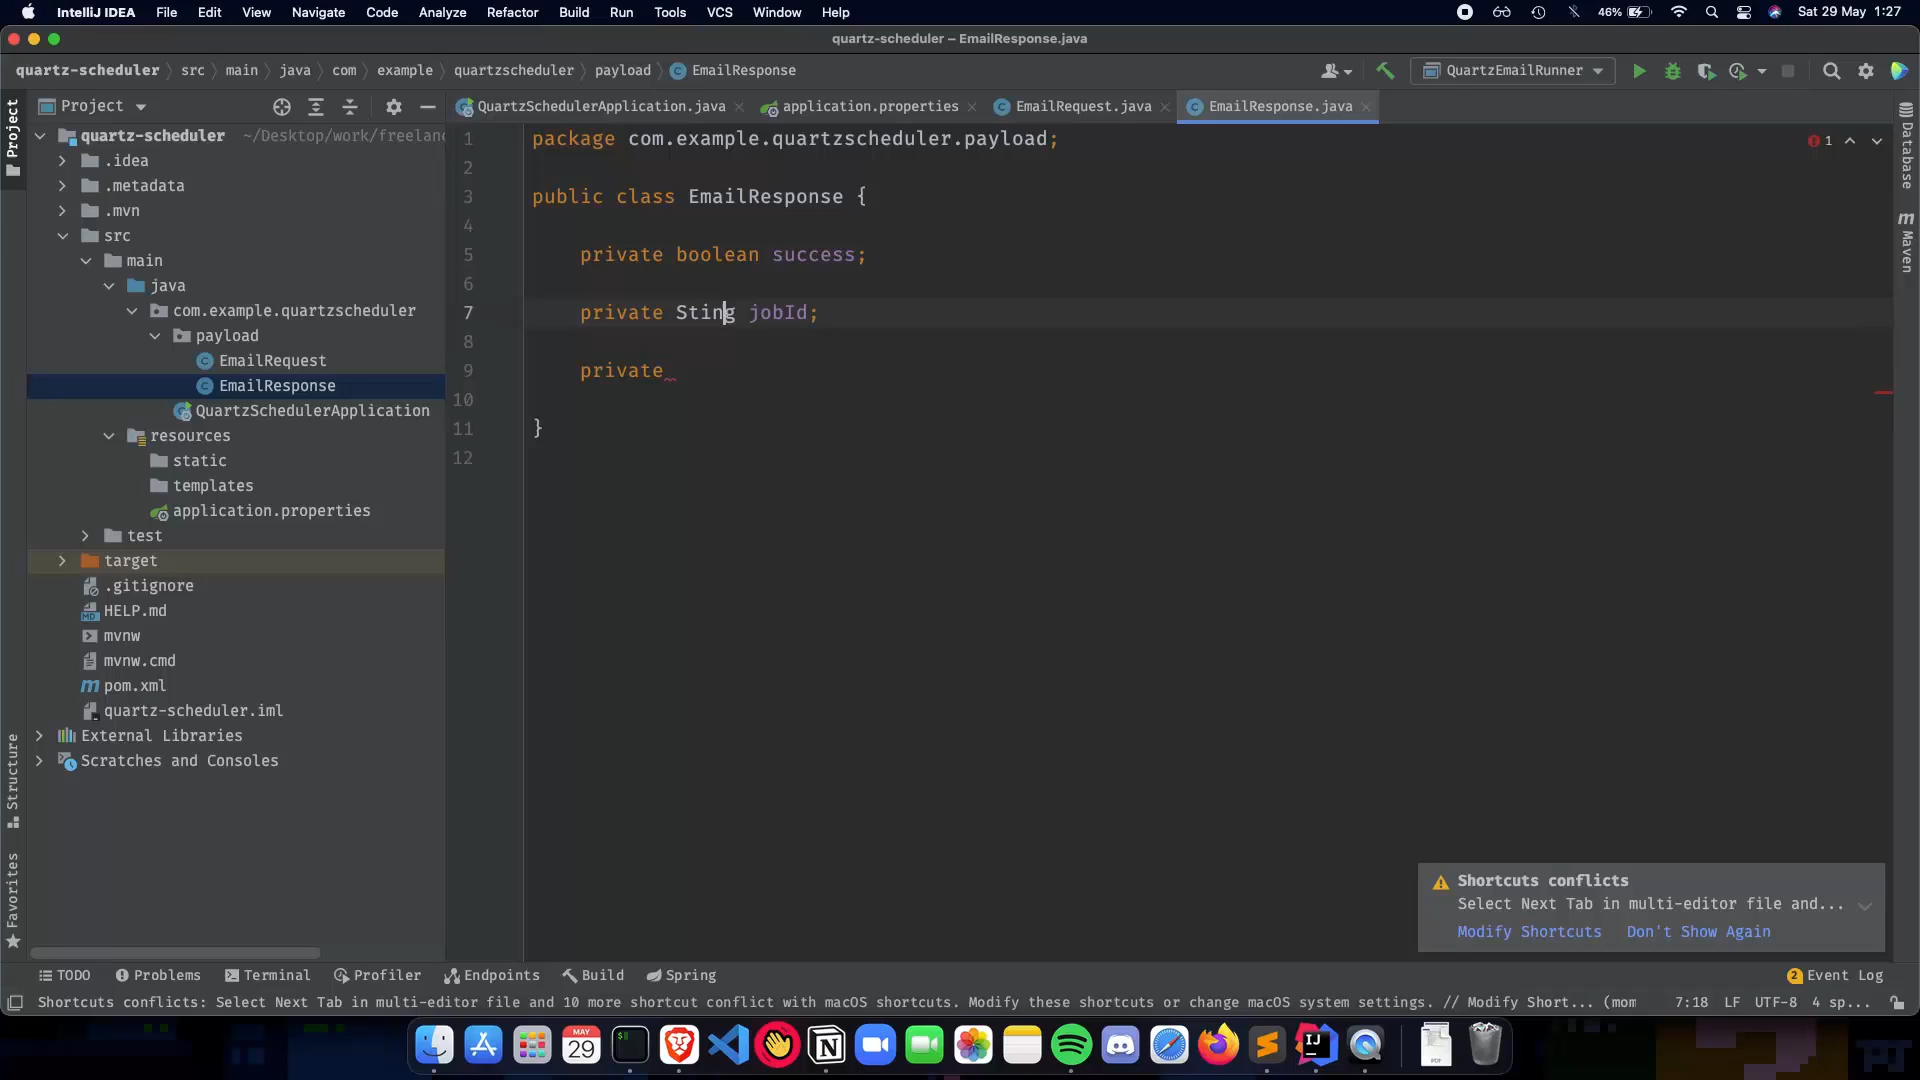 IntelliJ IDEA File Edit View Navigate Code Analyze Refactor Build Run Tools VCS Window Help 46% Sat 29 May 1:27
quartz-scheduler – EmailResponse.java
quartz-scheduler src main java com example quartzscheduler payload EmailResponse QuartzEmailRunner
Project QuartzSchedulerApplication.java application.properties EmailRequest.java EmailResponse.java
Project
Structure
Favorites
Database
Maven
quartz-scheduler ~/Desktop/work/freelanc
.idea
.metadata
.mvn
src
main
java
com.example.quartzscheduler
payload
EmailRequest
EmailResponse
QuartzSchedulerApplication
resources
static
templates
application.properties
test
target
.gitignore
HELP.md
mvnw
mvnw.cmd
pom.xml
quartz-scheduler.iml
External Libraries
Scratches and Consoles
1 package com.example.quartzscheduler.payload; 1
2
3 public class EmailResponse {
4
5 private boolean success;
6
7 private Sting jobId;
8
9 private
10
11 }
12
Shortcuts conflicts
Select Next Tab in multi-editor file and...
Modify Shortcuts Don't Show Again
TODO Problems Terminal Profiler Endpoints Build Spring 2 Event Log
Shortcuts conflicts: Select Next Tab in multi-editor file and 10 more shortcut conflict with macOS shortcuts. Modify these shortcuts or change macOS system settings. // Modify Short... (mom 7:18 LF UTF-8 4 sp...
MAY
29
IJ
PDF